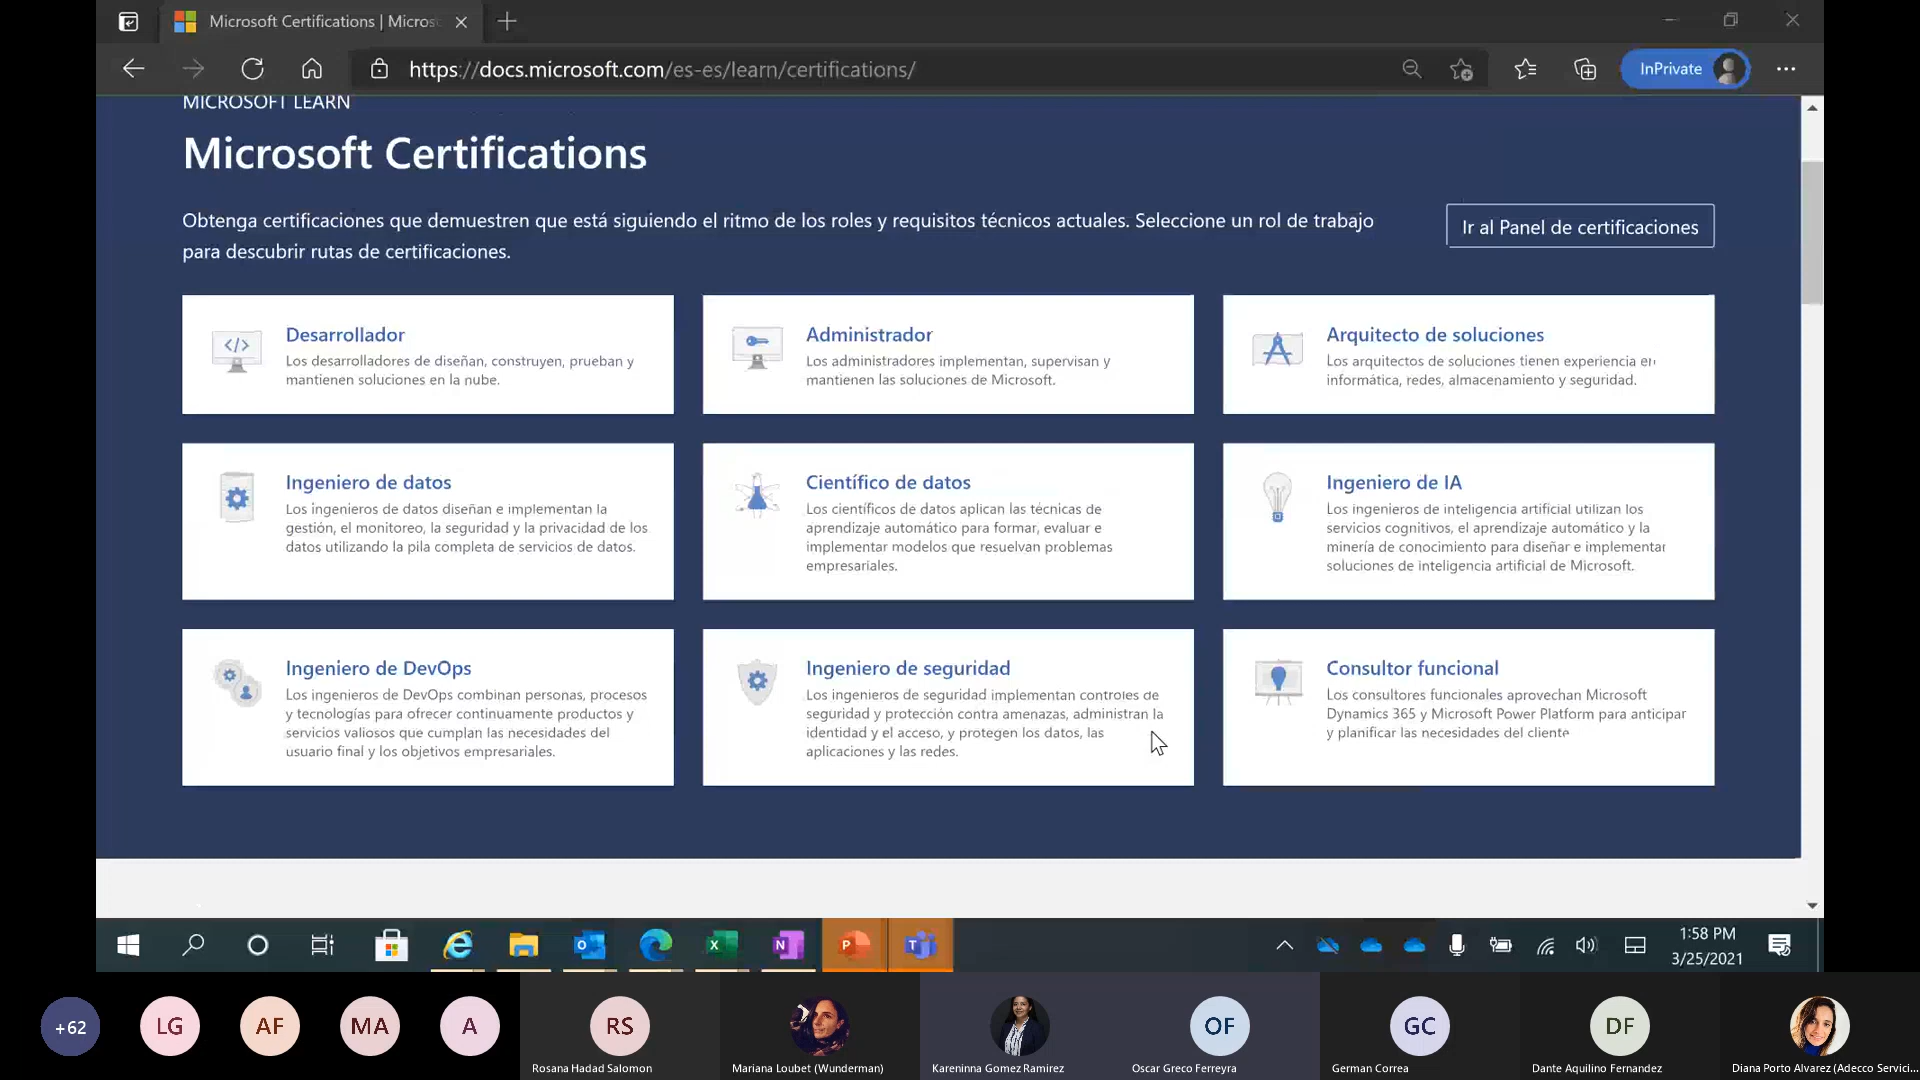 Microsoft Certifications | Micros
https://docs.microsoft.com/es-es/learn/certifications/
InPrivate
MICROSOFT LEARN
Microsoft Certifications
Obtenga certificaciones que demuestren que está siguiendo el ritmo de los roles y requisitos técnicos actuales. Seleccione un rol de trabajo
para descubrir rutas de certificaciones.
Ir al Panel de certificaciones
Desarrollador
Los desarrolladores de diseñan, construyen, prueban y
mantienen soluciones en la nube.
Administrador
Los administradores implementan, supervisan y
mantienen las soluciones de Microsoft.
Arquitecto de soluciones
Los arquitectos de soluciones tienen experiencia en
informática, redes, almacenamiento y seguridad.
Ingeniero de datos
Los ingenieros de datos diseñan e implementan la
gestión, el monitoreo, la seguridad y la privacidad de los
datos utilizando la pila completa de servicios de datos.
Científico de datos
Los científicos de datos aplican las técnicas de
aprendizaje automático para formar, evaluar e
implementar modelos que resuelvan problemas
empresariales.
Ingeniero de IA
Los ingenieros de inteligencia artificial utilizan los
servicios cognitivos, el aprendizaje automático y la
minería de conocimiento para diseñar e implementar
soluciones de inteligencia artificial de Microsoft.
Ingeniero de DevOps
Los ingenieros de DevOps combinan personas, procesos
y tecnologías para ofrecer continuamente productos y
servicios valiosos que cumplan las necesidades del
usuario final y los objetivos empresariales.
Ingeniero de seguridad
Los ingenieros de seguridad implementan controles de
seguridad y protección contra amenazas, administran la
identidad y el acceso, y protegen los datos, las
aplicaciones y las redes.
Consultor funcional
Los consultores funcionales aprovechan Microsoft
Dynamics 365 y Microsoft Power Platform para anticipar
y planificar las necesidades del cliente
1:58 PM
3/25/2021
+62
LG
AF
MA
A
RS
Rosana Hadad Salomon
Mariana Loubet (Wunderman)
Kareninna Gomez Ramirez
OF
Oscar Greco Ferreyra
GC
German Correa
DF
Dante Aquilino Fernandez
Diana Porto Alvarez (Adecco Servici...